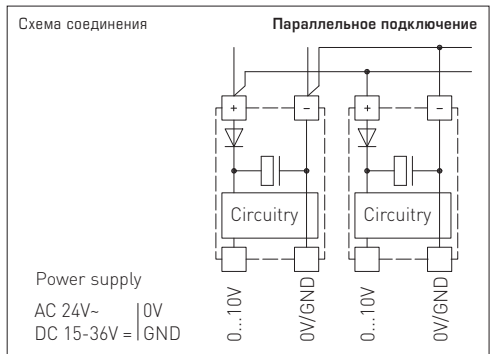 Схема соединения
Параллельное подключение
+
−
+
−
Circuitry
Circuitry
Power supply
AC 24V~ | 0V
DC 15-36V = | GND
0...10V
0V/GND
0...10V
0V/GND